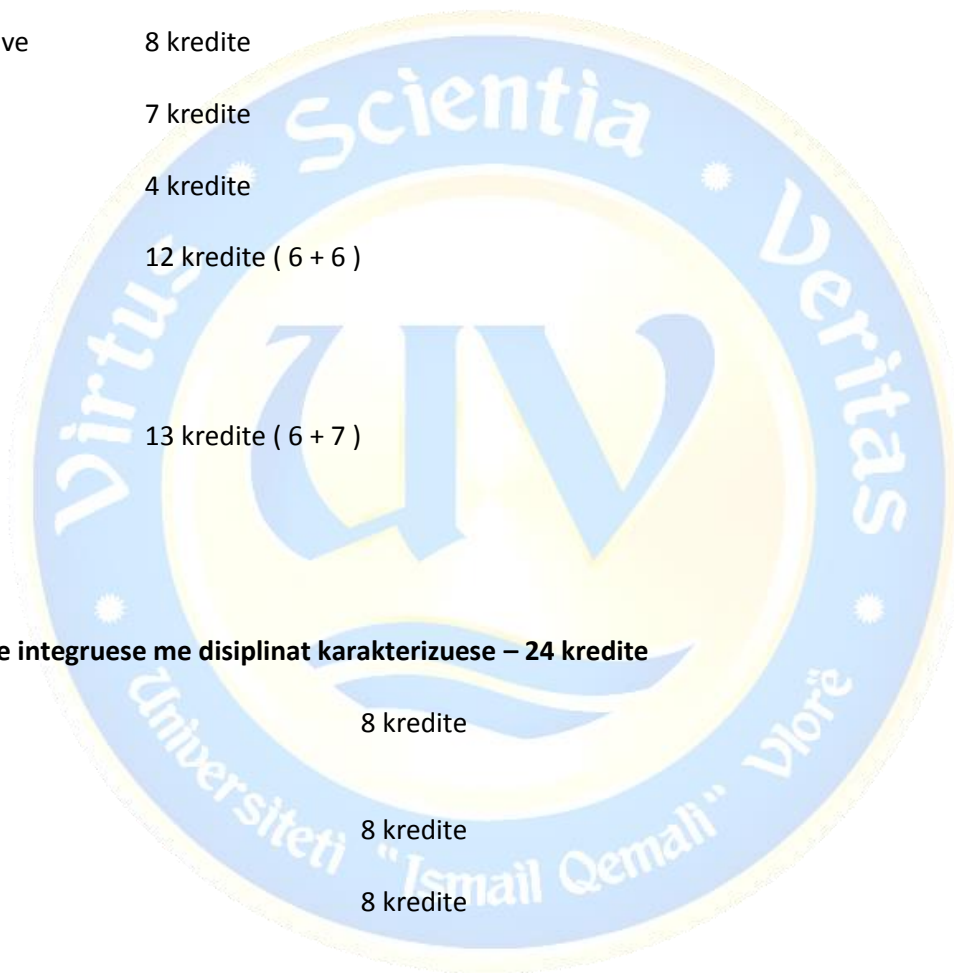 ve 8 kredite
7 kredite
4 kredite
12 kredite ( 6 + 6 )
13 kredite ( 6 + 7 )
e integruese me disiplinat karakterizuese – 24 kredite
8 kredite
8 kredite
8 kredite
Virtus Scientia Veritas
UV
Universiteti "Ismail Qemali" Vlorë